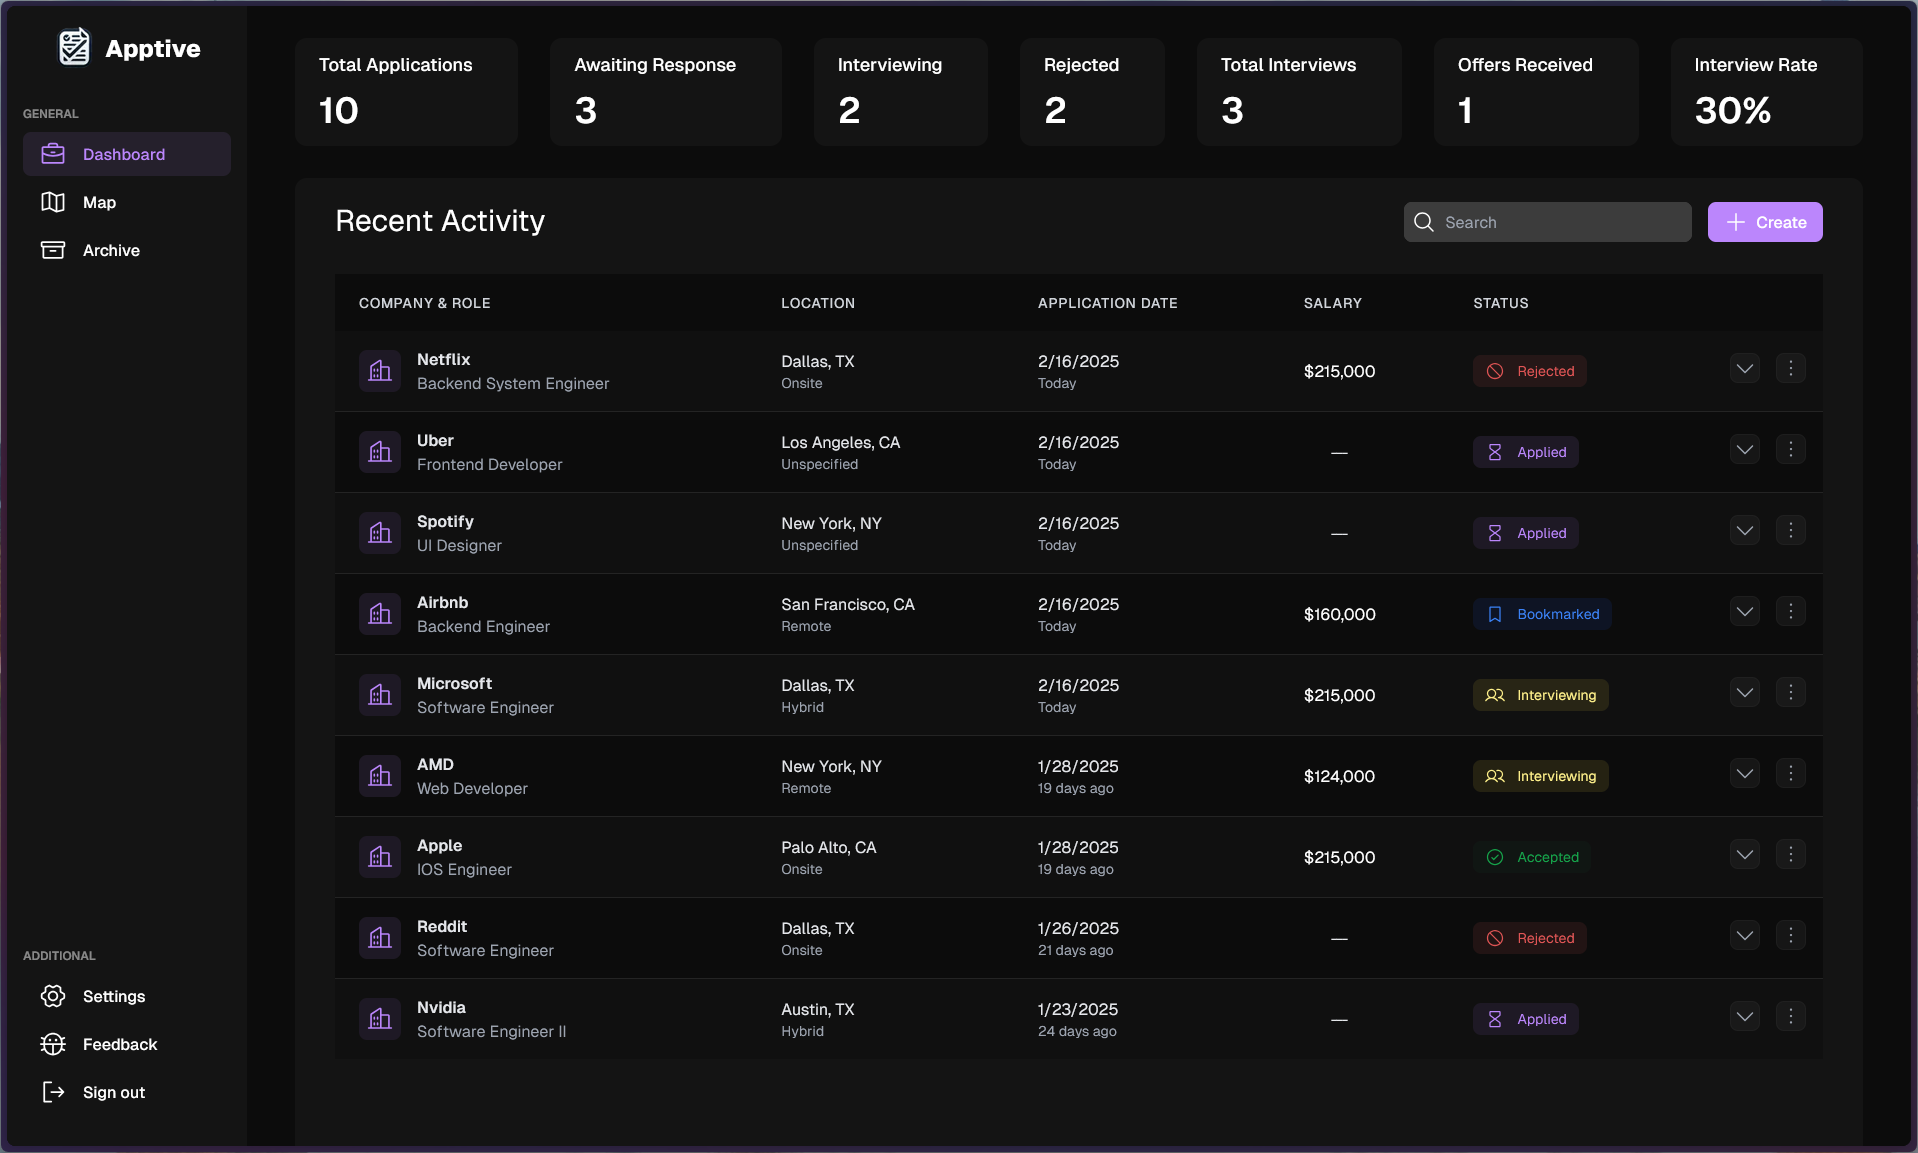 Apptive
GENERAL
Dashboard
Map
Archive
ADDITIONAL
Settings
Feedback
Sign out
Total Applications
10
Awaiting Response
3
Interviewing
2
Rejected
2
Total Interviews
3
Offers Received
1
Interview Rate
30%
Recent Activity
Search
Create
COMPANY & ROLE LOCATION APPLICATION DATE SALARY STATUS
Netflix Dallas, TX 2/16/2025 $215,000 Rejected
Backend System Engineer Onsite Today
Uber Los Angeles, CA 2/16/2025 — Applied
Frontend Developer Unspecified Today
Spotify New York, NY 2/16/2025 — Applied
UI Designer Unspecified Today
Airbnb San Francisco, CA 2/16/2025 $160,000 Bookmarked
Backend Engineer Remote Today
Microsoft Dallas, TX 2/16/2025 $215,000 Interviewing
Software Engineer Hybrid Today
AMD New York, NY 1/28/2025 $124,000 Interviewing
Web Developer Remote 19 days ago
Apple Palo Alto, CA 1/28/2025 $215,000 Accepted
IOS Engineer Onsite 19 days ago
Reddit Dallas, TX 1/26/2025 — Rejected
Software Engineer Onsite 21 days ago
Nvidia Austin, TX 1/23/2025 — Applied
Software Engineer II Hybrid 24 days ago